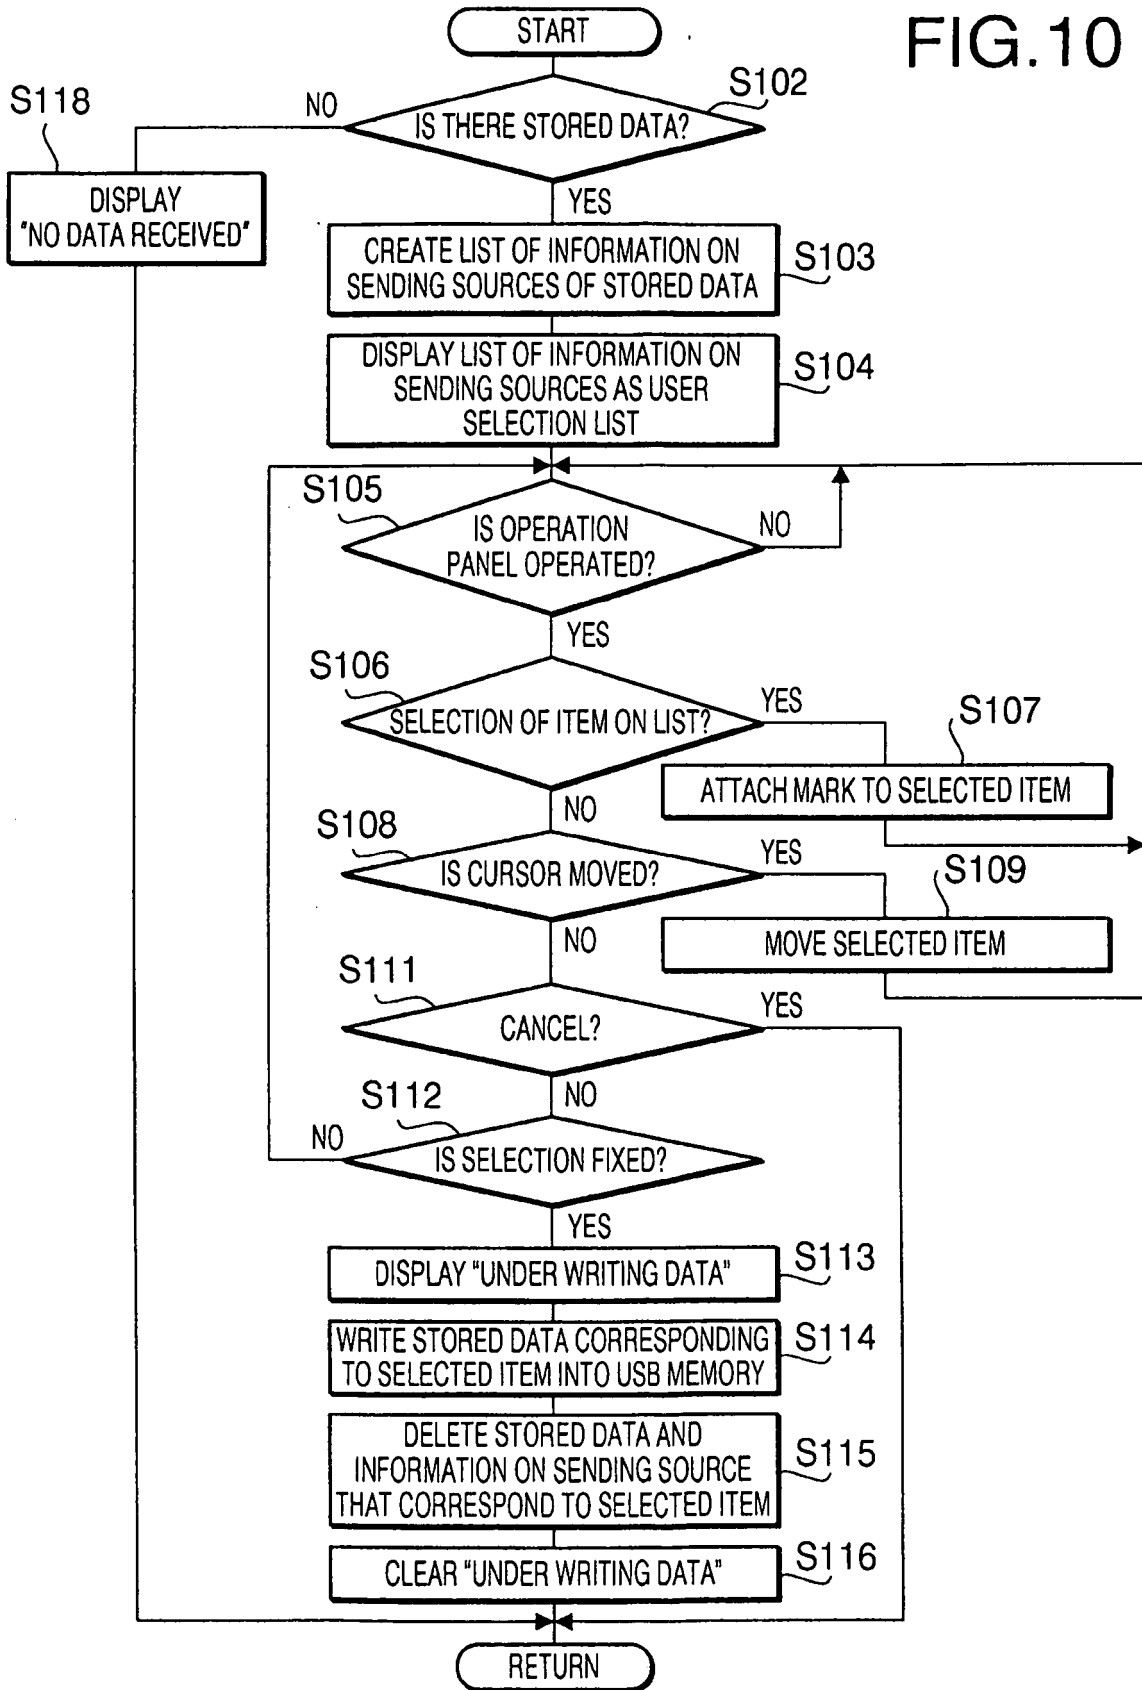 FIG.10
START
S102
S118
NO
IS THERE STORED DATA?
YES
DISPLAY
"NO DATA RECEIVED"
CREATE LIST OF INFORMATION ON
SENDING SOURCES OF STORED DATA
S103
DISPLAY LIST OF INFORMATION ON
SENDING SOURCES AS USER
SELECTION LIST
S104
S105
IS OPERATION
PANEL OPERATED?
NO
YES
S106
SELECTION OF ITEM ON LIST?
YES
S107
ATTACH MARK TO SELECTED ITEM
NO
S108
IS CURSOR MOVED?
YES
S109
MOVE SELECTED ITEM
NO
S111
CANCEL?
YES
NO
S112
NO
IS SELECTION FIXED?
YES
DISPLAY "UNDER WRITING DATA"
S113
WRITE STORED DATA CORRESPONDING
TO SELECTED ITEM INTO USB MEMORY
S114
DELETE STORED DATA AND
INFORMATION ON SENDING SOURCE
THAT CORRESPOND TO SELECTED ITEM
S115
CLEAR "UNDER WRITING DATA"
S116
RETURN